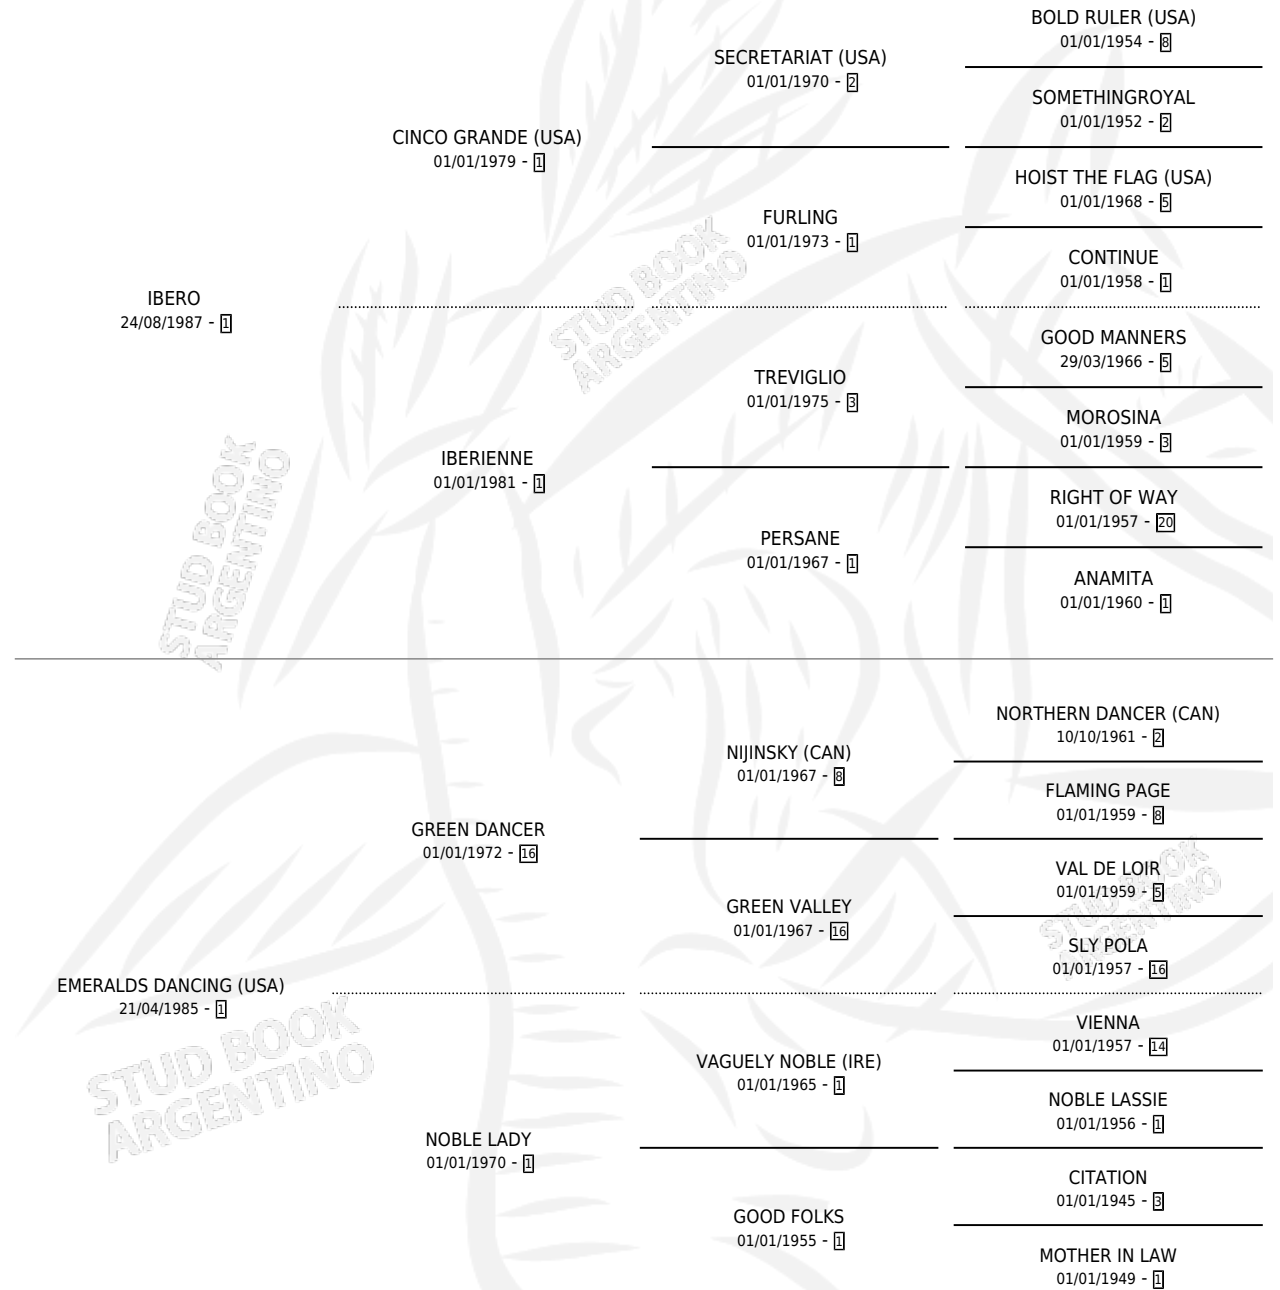 BOLD RULER (USA)
01/01/1954 - 8
SECRETARIAT (USA)
01/01/1970 - 2
SOMETHINGROYAL
01/01/1952 - 2
CINCO GRANDE (USA)
01/01/1979 - 1
HOIST THE FLAG (USA)
01/01/1968 - 5
FURLING
01/01/1973 - 1
CONTINUE
01/01/1958 - 1
IBERO
24/08/1987 - 1
STUD BOOK
ARGENTINO
GOOD MANNERS
29/03/1966 - 5
TREVIGLIO
01/01/1975 - 3
MOROSINA
01/01/1959 - 3
IBERIENNE
01/01/1981 - 1
RIGHT OF WAY
01/01/1957 - 20
PERSANE
01/01/1967 - 1
ANAMITA
01/01/1960 - 1
STUD BOOK
ARGENTINO
NORTHERN DANCER (CAN)
10/10/1961 - 2
NIJINSKY (CAN)
01/01/1967 - 8
FLAMING PAGE
01/01/1959 - 8
GREEN DANCER
01/01/1972 - 16
VAL DE LOIR
01/01/1959 - 5
GREEN VALLEY
01/01/1967 - 16
SLY POLA
01/01/1957 - 16
STUD BOOK
ARGENTINO
EMERALDS DANCING (USA)
21/04/1985 - 1
VIENNA
01/01/1957 - 14
VAGUELY NOBLE (IRE)
01/01/1965 - 1
NOBLE LASSIE
01/01/1956 - 1
STUD BOOK
ARGENTINO
NOBLE LADY
01/01/1970 - 1
CITATION
01/01/1945 - 3
GOOD FOLKS
01/01/1955 - 1
MOTHER IN LAW
01/01/1949 - 1